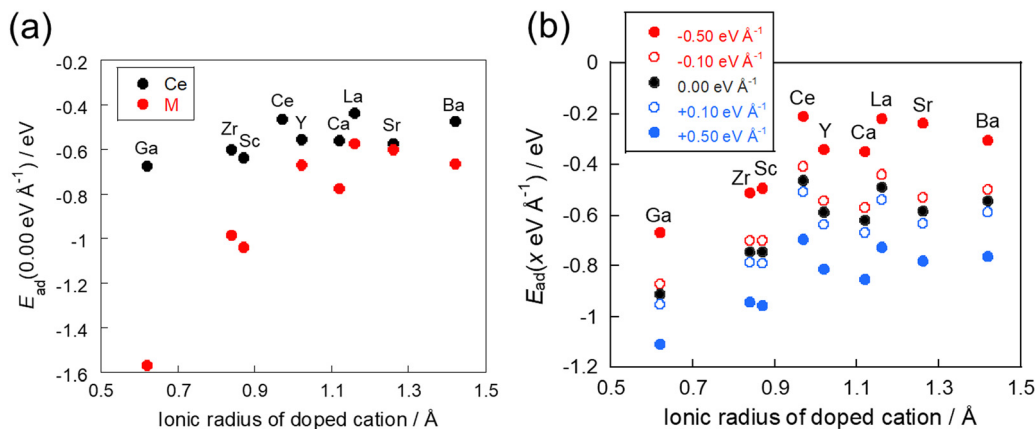 (a)
-0.2
-0.4
-0.6
-0.8
-1
-1.2
-1.4
-1.6
0.5 0.7 0.9 1.1 1.3 1.5
E_ad(0.00 eV Å⁻¹) / eV
Ionic radius of doped cation / Å
Ce
M
Ga
Zr
Sc
Ce
Y
Ca
La
Sr
Ba
(b)
0
-0.2
-0.4
-0.6
-0.8
-1
-1.2
0.5 0.7 0.9 1.1 1.3 1.5
E_ad(x eV Å⁻¹) / eV
Ionic radius of doped cation / Å
-0.50 eV Å⁻¹
-0.10 eV Å⁻¹
0.00 eV Å⁻¹
+0.10 eV Å⁻¹
+0.50 eV Å⁻¹
Ga
Zr
Sc
Ce
Y
Ca
La
Sr
Ba